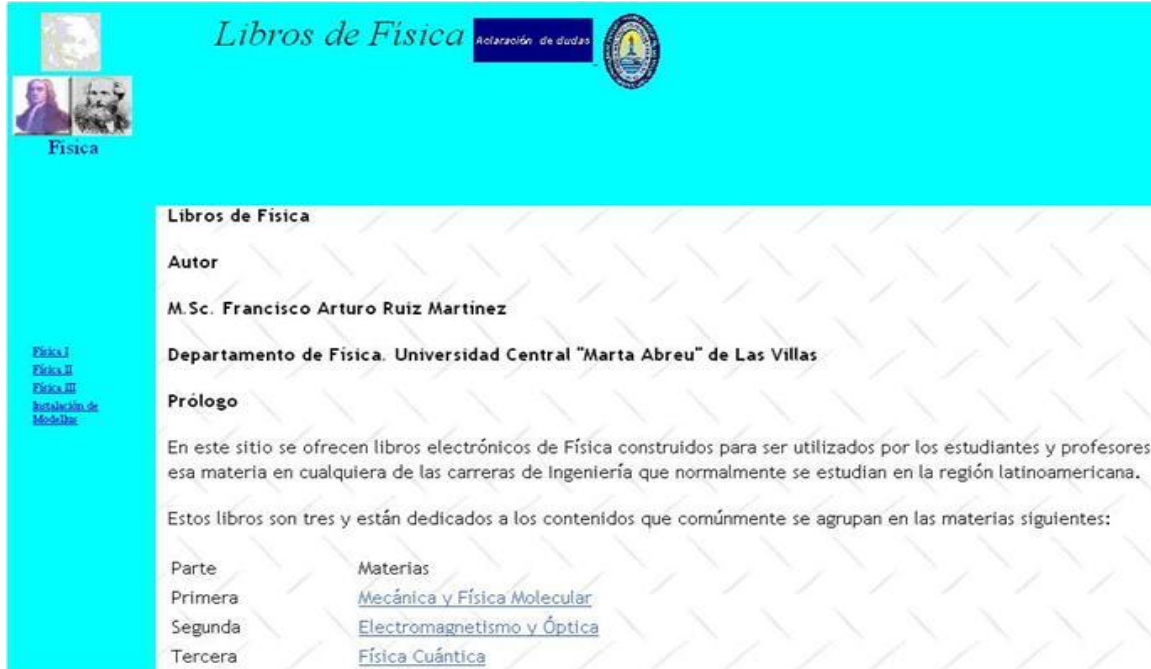 Libros de Física
Aclaración de dudas
Física
Física I
Física II
Física III
Instalación de
Modellus
Libros de Física
Autor
M.Sc. Francisco Arturo Ruiz Martínez
Departamento de Física. Universidad Central "Marta Abreu" de Las Villas
Prólogo
En este sitio se ofrecen libros electrónicos de Física construidos para ser utilizados por los estudiantes y profesores
esa materia en cualquiera de las carreras de Ingeniería que normalmente se estudian en la región latinoamericana.
Estos libros son tres y están dedicados a los contenidos que comúnmente se agrupan en las materias siguientes:
Parte Materias
Primera Mecánica y Física Molecular
Segunda Electromagnetismo y Óptica
Tercera Física Cuántica